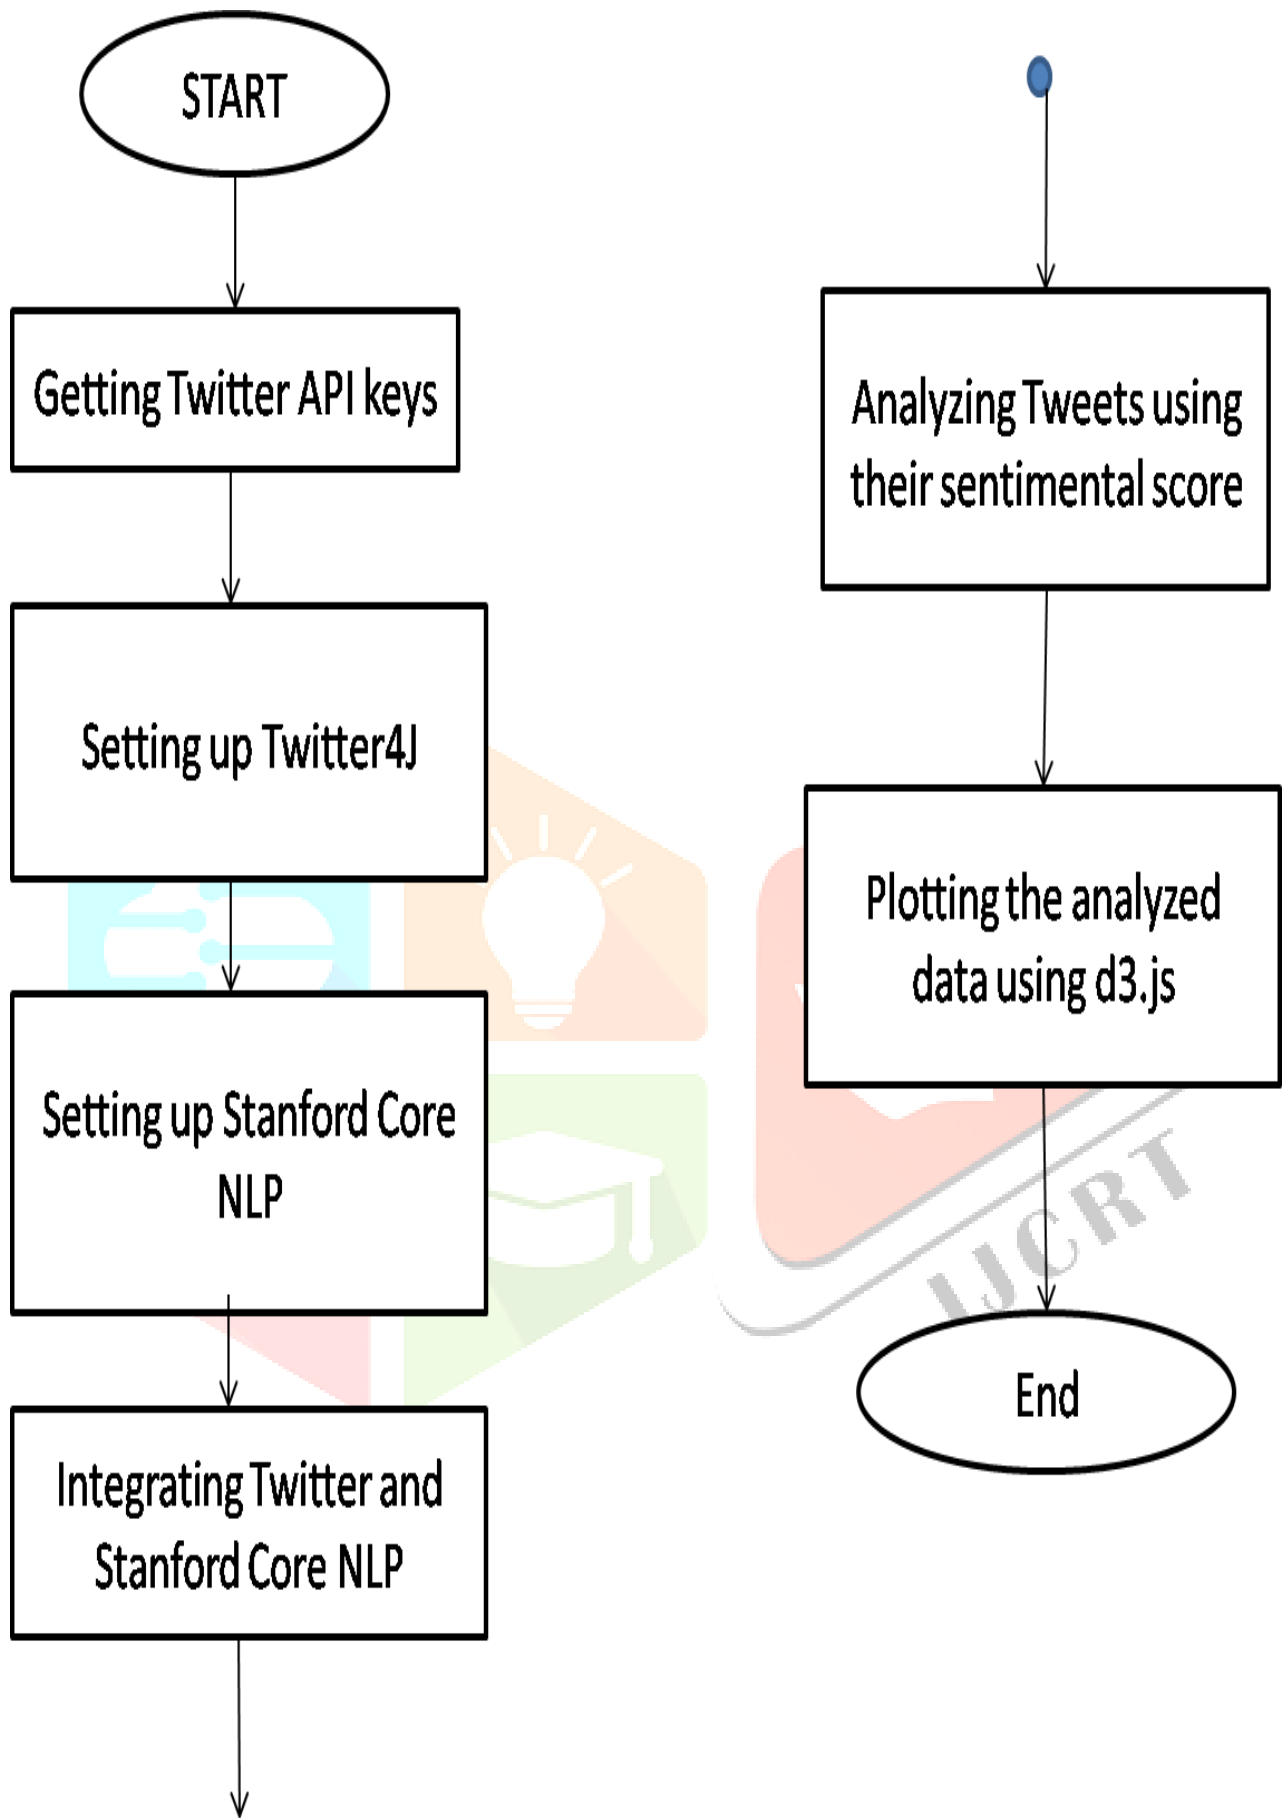 START
Getting Twitter API keys
Setting up Twitter4J
Setting up Stanford Core
NLP
Integrating Twitter and
Stanford Core NLP
Analyzing Tweets using
their sentimental score
Plotting the analyzed
data using d3.js
IJCRT
End